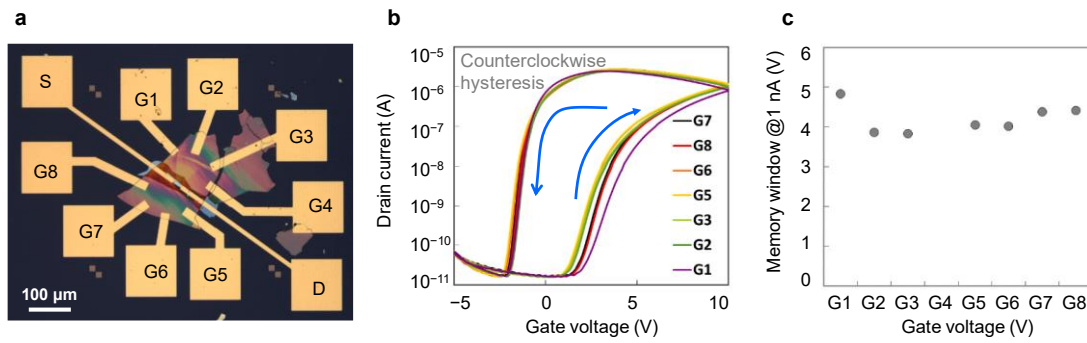 a
S
G1
G2
G3
G8
G4
G7
G6
G5
D
100 μm
b
Counterclockwise
hysteresis
Drain current (A)
10⁻⁵
10⁻⁶
10⁻⁷
10⁻⁸
10⁻⁹
10⁻¹⁰
10⁻¹¹
G7
G8
G6
G5
G3
G2
G1
−5 0 5 10
Gate voltage (V)
c
Memory window @1 nA (V)
6
5
4
3
2
1
0
G1 G2 G3 G4 G5 G6 G7 G8
Gate voltage (V)